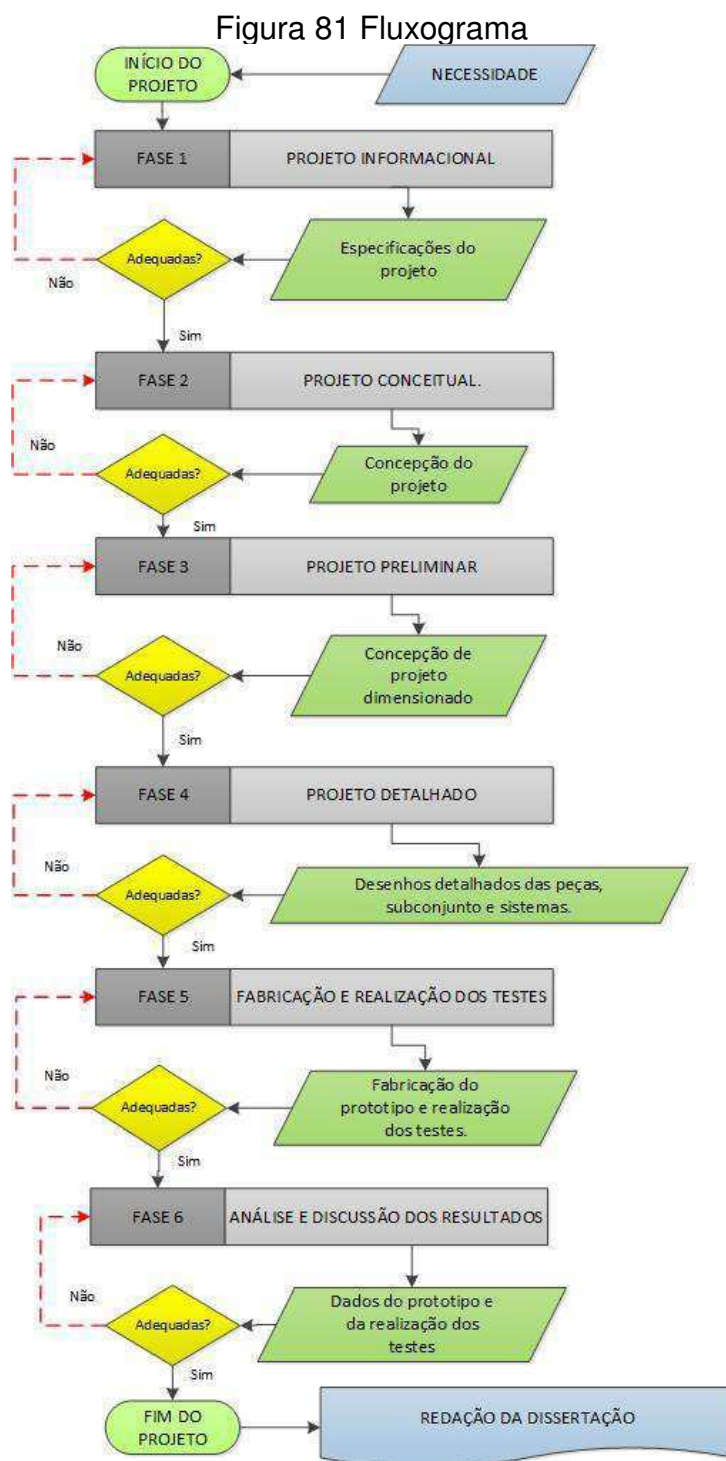 Figura 81 Fluxograma
INÍCIO DO
PROJETO
NECESSIDADE
FASE 1
PROJETO INFORMACIONAL
Especificações do
projeto
Adequadas?
Não
Sim
FASE 2
PROJETO CONCEITUAL.
Não
Concepção do
projeto
Adequadas?
Sim
FASE 3
PROJETO PRELIMINAR
Não
Concepção de
projeto
dimensionado
Adequadas?
Sim
FASE 4
PROJETO DETALHADO
Não
Desenhos detalhados das peças,
subconjunto e sistemas.
Adequadas?
Sim
FASE 5
FABRICAÇÃO E REALIZAÇÃO DOS TESTES
Não
Fabricação do
prototipo e realização
dos testes.
Adequadas?
Sim
FASE 6
ANÁLISE E DISCUSSÃO DOS RESULTADOS
Não
Dados do prototipo e
da realização dos
testes
Adequadas?
Sim
FIM DO
PROJETO
REDAÇÃO DA DISSERTAÇÃO